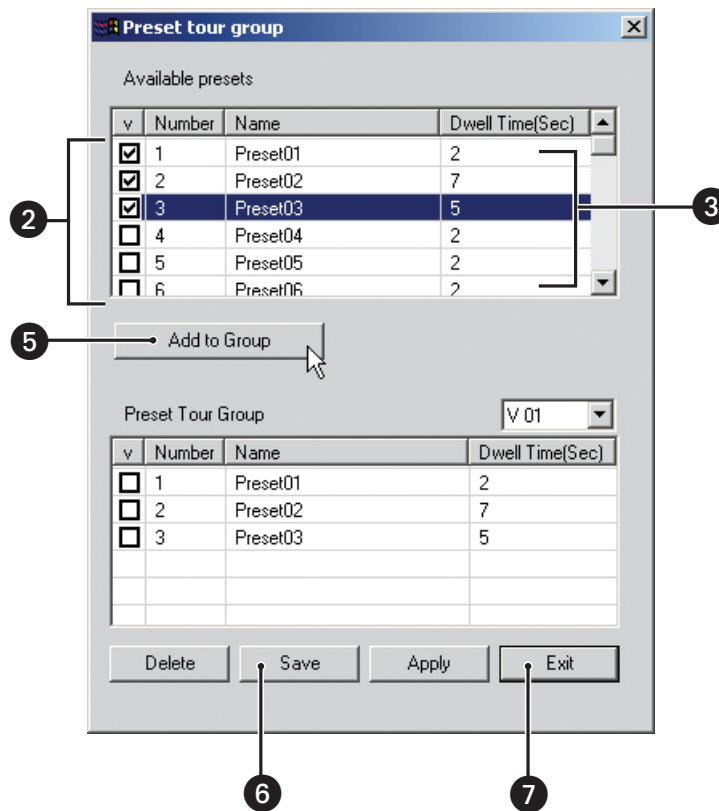 Preset tour group
Available presets
v Number Name Dwell Time(Sec)
1 Preset01 2
2 Preset02 7
3 Preset03 5
4 Preset04 2
5 Preset05 2
6 Preset06 2
2
3
5
Add to Group
Preset Tour Group V 01
v Number Name Dwell Time(Sec)
1 Preset01 2
2 Preset02 7
3 Preset03 5
Delete Save Apply Exit
6
7